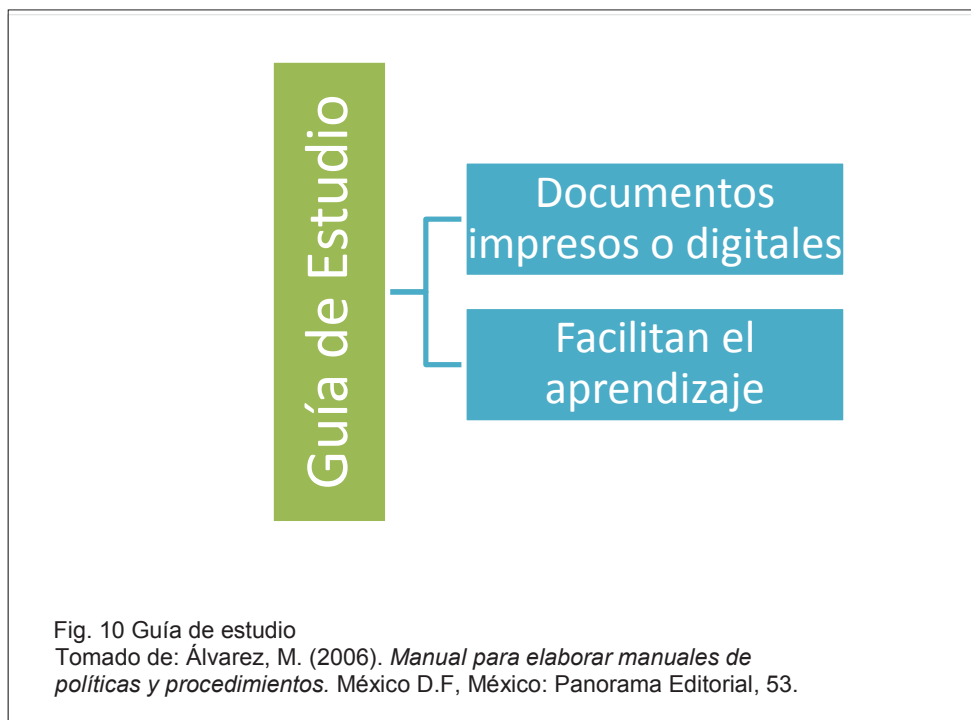 Guía de Estudio
Documentos
impresos o digitales
Facilitan el
aprendizaje
Fig. 10 Guía de estudio
Tomado de: Álvarez, M. (2006). Manual para elaborar manuales de
políticas y procedimientos. México D.F, México: Panorama Editorial, 53.